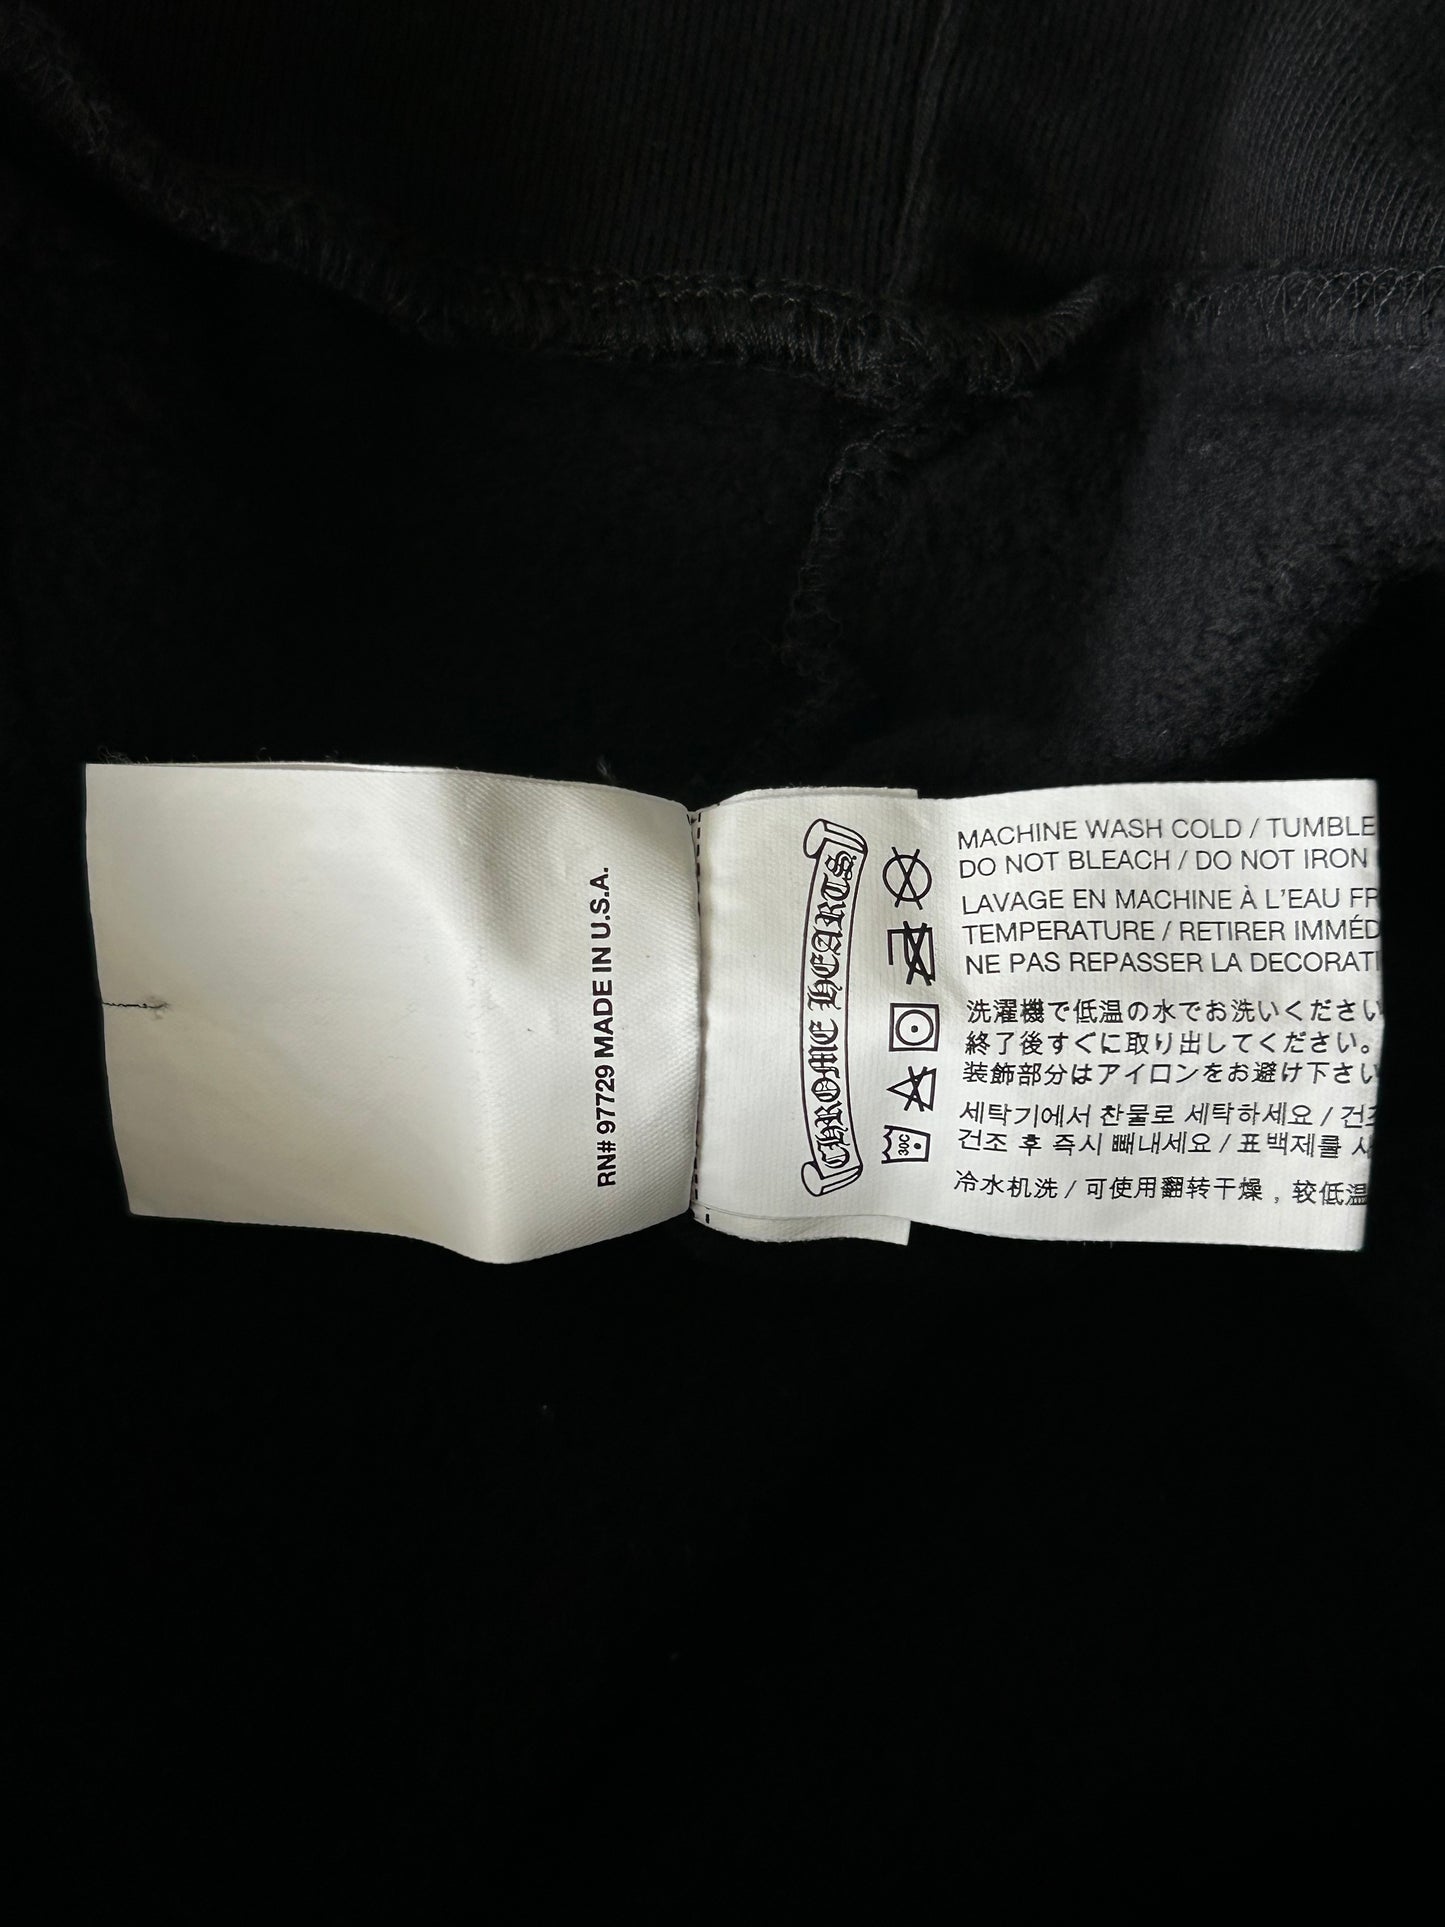 RN# 97729 MADE IN U.S.A.
CHROME HEARTS
30C
MACHINE WASH COLD / TUMBLE
DO NOT BLEACH / DO NOT IRON
LAVAGE EN MACHINE À L'EAU FR
TEMPERATURE / RETIRER IMMÉD
NE PAS REPASSER LA DECORATI
洗濯機で低温の水でお洗いください
終了後すぐに取り出してください。
装飾部分はアイロンをお避け下さい
세탁기에서 찬물로 세탁하세요 / 건조
건조 후 즉시 빼내세요 / 표백제를 사
冷水机洗 / 可使用翻转干燥，较低温